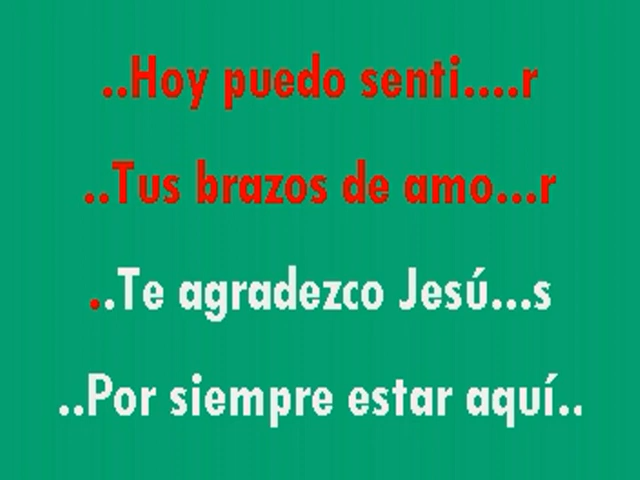 ..Hoy puedo senti....r
..Tus brazos de amo...r
..Te agradezco Jesú...s
..Por siempre estar aquí..